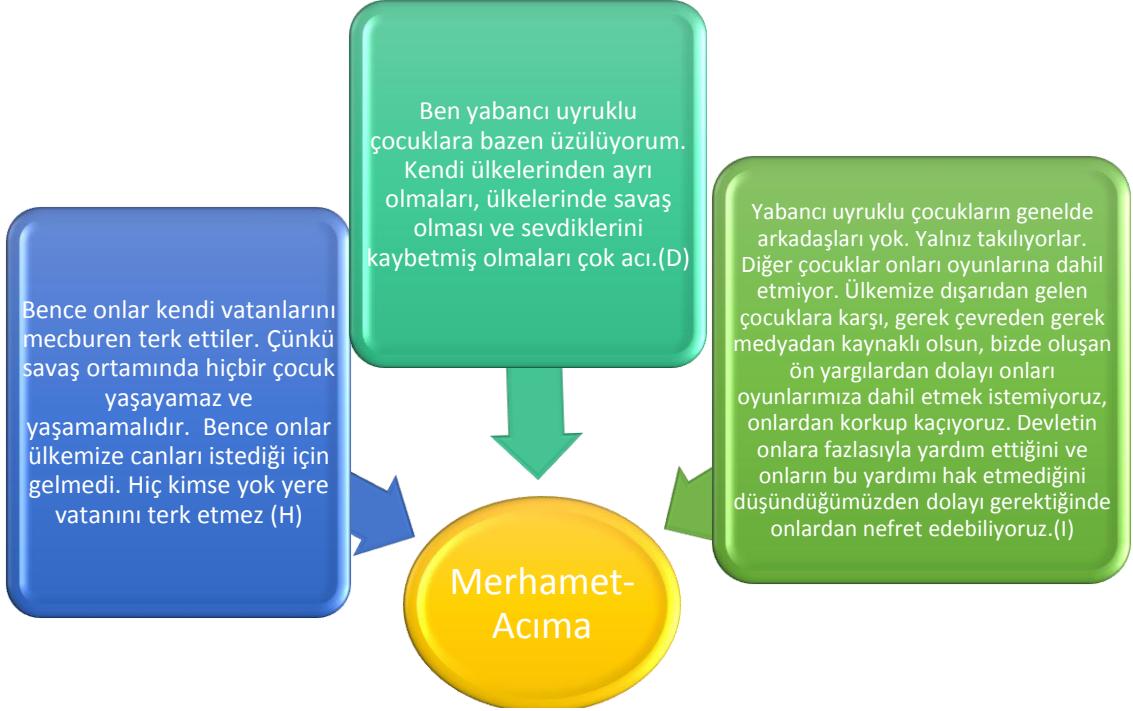 Bence onlar kendi vatanlarını
mecburen terk ettiler. Çünkü
savaş ortamında hiçbir çocuk
yaşayamaz ve
yaşamamalıdır.  Bence onlar
ülkemize canları istediği için
gelmedi. Hiç kimse yok yere
vatanını terk etmez (H)
Ben yabancı uyruklu
çocuklara bazen üzülüyorum.
Kendi ülkelerinden ayrı
olmaları, ülkelerinde savaş
olması ve sevdiklerini
kaybetmiş olmaları çok acı.(D)
Yabancı uyruklu çocukların genelde
arkadaşları yok. Yalnız takılıyorlar.
Diğer çocuklar onları oyunlarına dahil
etmiyor. Ülkemize dışarıdan gelen
çocuklara karşı, gerek çevreden gerek
medyadan kaynaklı olsun, bizde oluşan
ön yargılardan dolayı onları
oyunlarımıza dahil etmek istemiyoruz,
onlardan korkup kaçıyoruz. Devletin
onlara fazlasıyla yardım ettiğini ve
onların bu yardımı hak etmediğini
düşündüğümüzden dolayı gerektiğinde
onlardan nefret edebiliyoruz.(I)
Merhamet-
Acıma